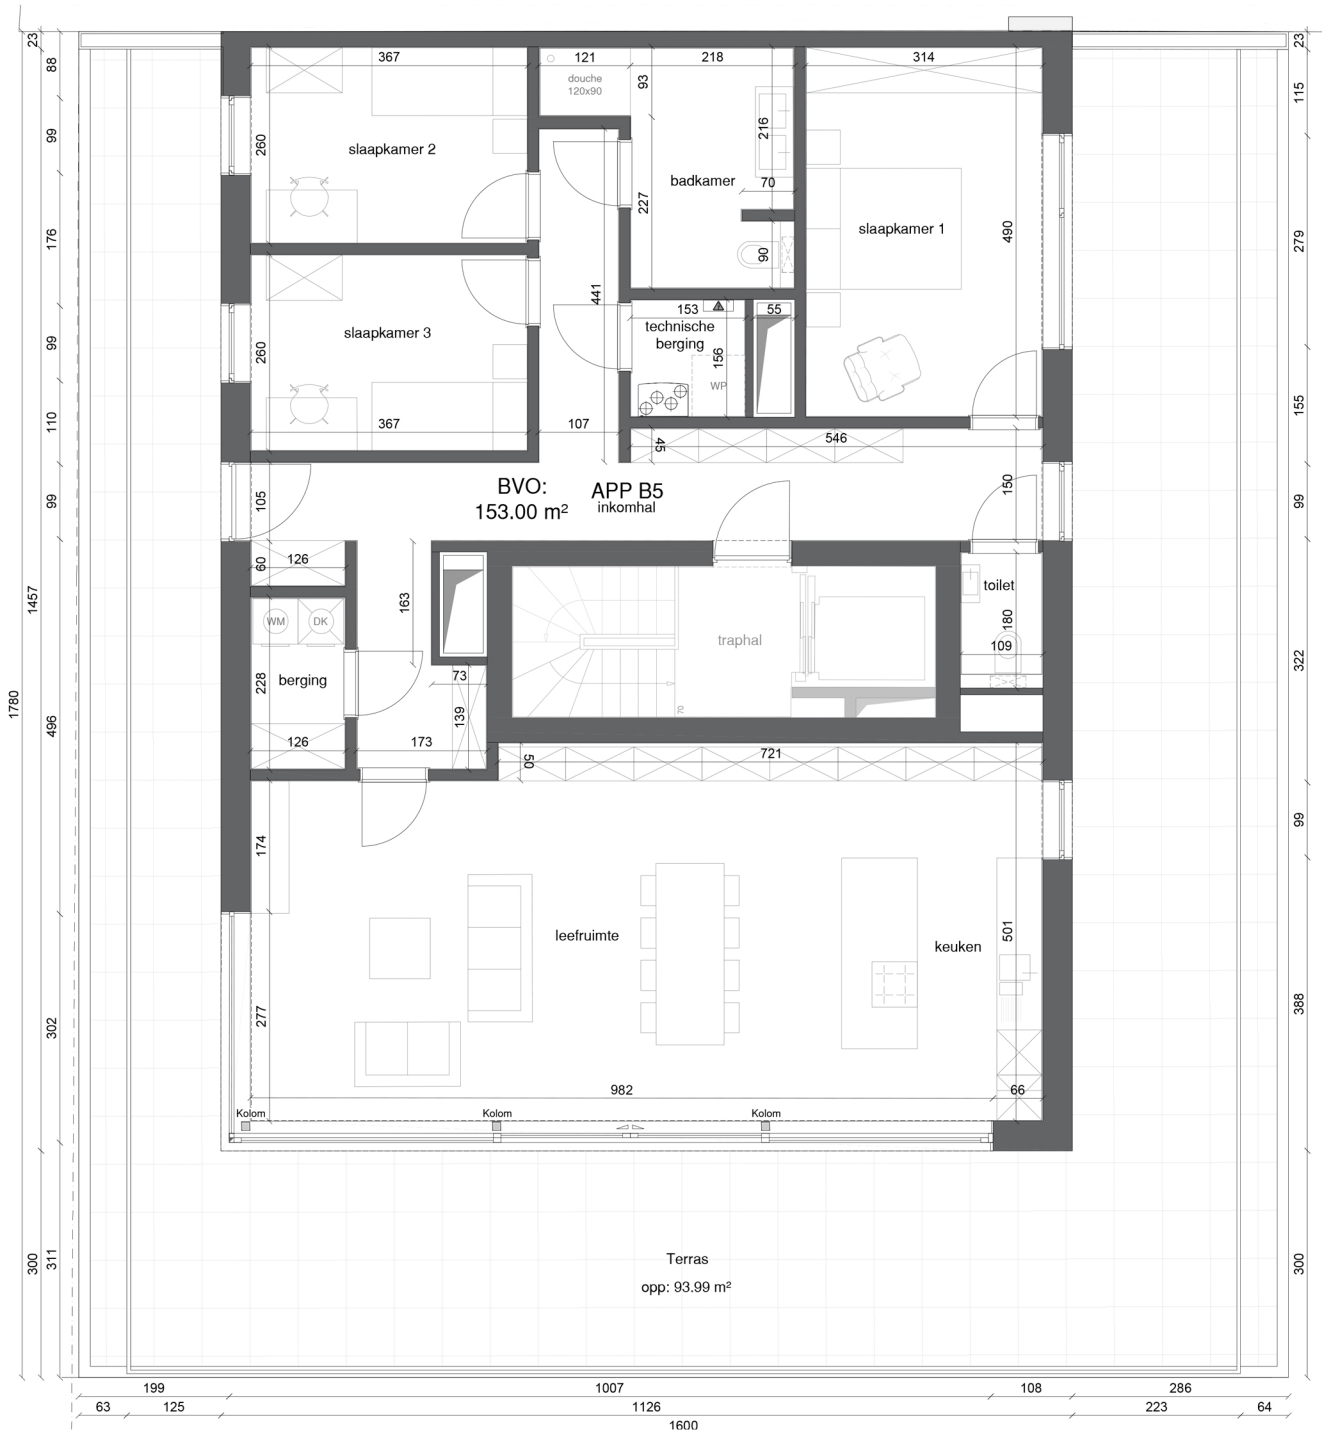 23
88
99
176
99
110
99
1457
1780
496
302
300
311
23
115
279
155
99
322
99
388
300
367
121
218
314
douche
120x90
93
260
slaapkamer 2
216
badkamer
70
227
slaapkamer 1
490
90
441
260
slaapkamer 3
153
55
technische
berging
156
WP
367
107
546
45
BVO:
153.00 m²
APP B5
inkomhal
105
150
60
126
163
WM
DK
berging
228
73
139
126
173
traphal
70
toilet
180
109
50
721
174
leefruimte
keuken
501
277
982
66
Kolom
Kolom
Kolom
Terras
opp: 93.99 m²
199
1007
108
286
63
125
1126
223
64
1600